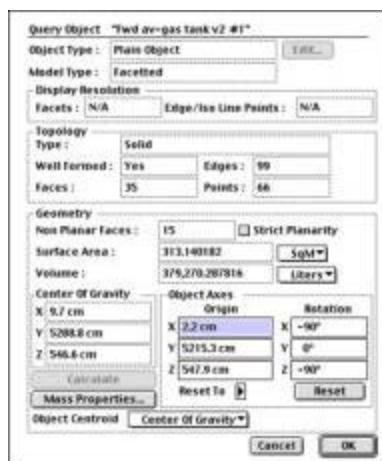 Query Object "Fwd av-gas tank v2 #1"
Object Type : Plain Object Edit...
Model Type : Facetted
Display Resolution
Facets : N/A Edge/Iso Line Points : N/A
Topology
Type : Solid
Well Formed : Yes Edges : 99
Faces : 35 Points : 66
Geometry
Non Planar Faces : 15 Strict Planarity
Surface Area : 313.140182 SqM
Volume : 379,270.287816 Liters
Center Of Gravity Object Axes
Origin Rotation
X 9.7 cm X 2.2 cm X -90°
Y 5288.8 cm Y 5215.3 cm Y 0°
Z 546.6 cm Z 547.9 cm Z -90°
Calculate Reset To Reset
Mass Properties...
Object Centroid Center Of Gravity
Cancel OK